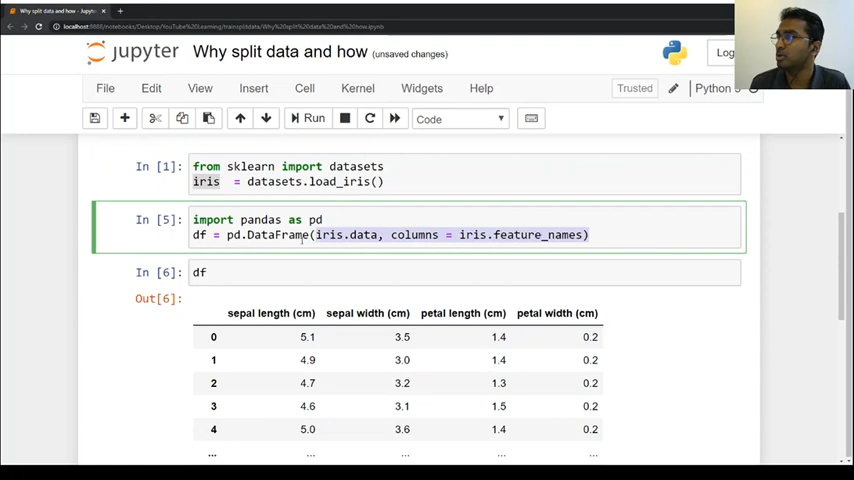 Why split data and how - Jupyter
localhost:8888/notebooks/Desktop/YouTube%20Learning/trainsplitdata/Why%20split%20data%20and%20how.ipynb
jupyter Why split data and how (unsaved changes)
File Edit View Insert Cell Kernel Widgets Help Trusted Python
Run Code
In [1]: from sklearn import datasets
iris = datasets.load_iris()
In [5]: import pandas as pd
df = pd.DataFrame(iris.data, columns = iris.feature_names)
In [6]: df
Out[6]:
sepal length (cm) sepal width (cm) petal length (cm) petal width (cm)
0 5.1 3.5 1.4 0.2
1 4.9 3.0 1.4 0.2
2 4.7 3.2 1.3 0.2
3 4.6 3.1 1.5 0.2
4 5.0 3.6 1.4 0.2
... ... ... ... ...